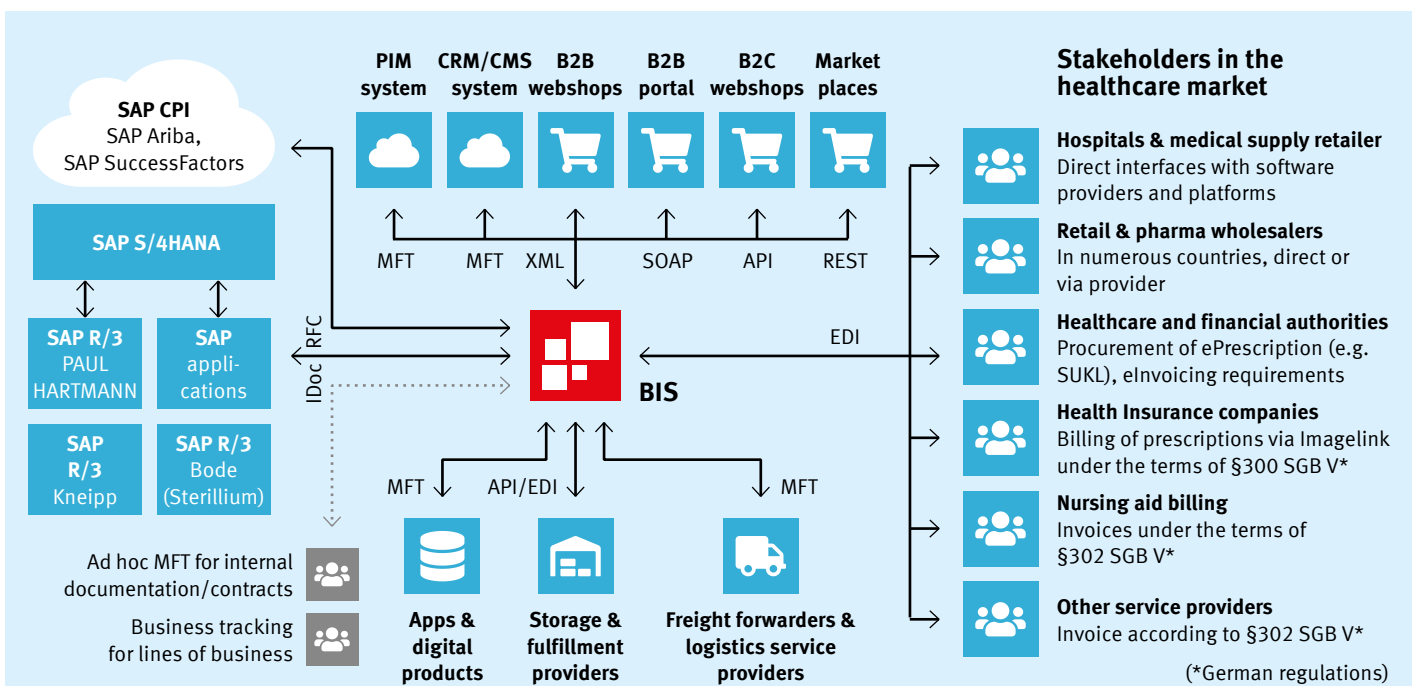 SAP CPI
SAP Ariba,
SAP SuccessFactors
SAP S/4HANA
SAP R/3
PAUL
HARTMANN
SAP
appli-
cations
SAP
R/3
Kneipp
SAP R/3
Bode
(Sterillium)
IDoc RFC
PIM
system
CRM/CMS
system
B2B
webshops
B2B
portal
B2C
webshops
Market
places
MFT
MFT
XML
SOAP
API
REST
BIS
EDI
MFT
API/EDI
MFT
Ad hoc MFT for internal
documentation/contracts
Business tracking
for lines of business
Apps &
digital
products
Storage &
fulfillment
providers
Freight forwarders &
logistics service
providers
Stakeholders in the
healthcare market
Hospitals & medical supply retailer
Direct interfaces with software
providers and platforms
Retail & pharma wholesalers
In numerous countries, direct or
via provider
Healthcare and financial authorities
Procurement of ePrescription (e.g.
SUKL), eInvoicing requirements
Health Insurance companies
Billing of prescriptions via Imagelink
under the terms of §300 SGB V*
Nursing aid billing
Invoices under the terms of
§302 SGB V*
Other service providers
Invoice according to §302 SGB V*
(*German regulations)